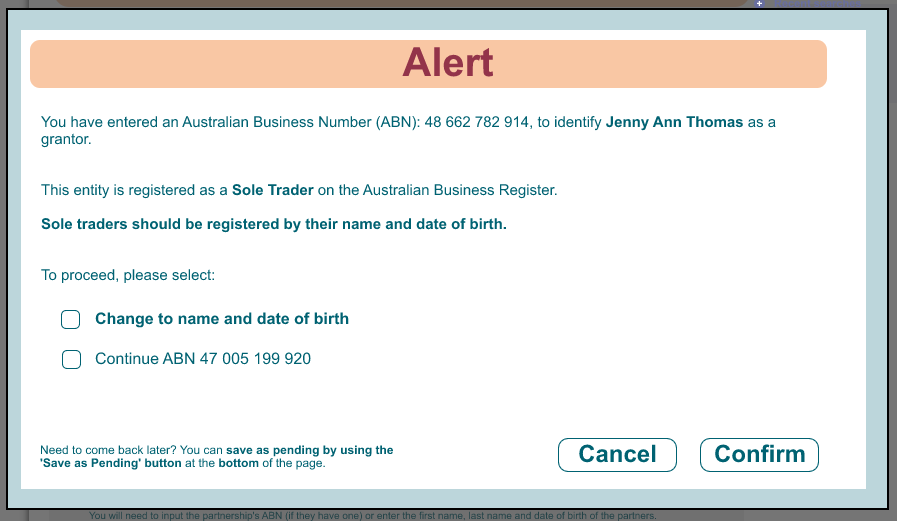 Alert
You have entered an Australian Business Number (ABN): 48 662 782 914, to identify Jenny Ann Thomas as a
grantor.
This entity is registered as a Sole Trader on the Australian Business Register.
Sole traders should be registered by their name and date of birth.
To proceed, please select:
Change to name and date of birth
Continue ABN 47 005 199 920
Need to come back later? You can save as pending by using the
'Save as Pending' button at the bottom of the page.
Cancel Confirm
You will need to input the partnership's ABN (if they have one) or enter the first name, last name and date of birth of the partners.